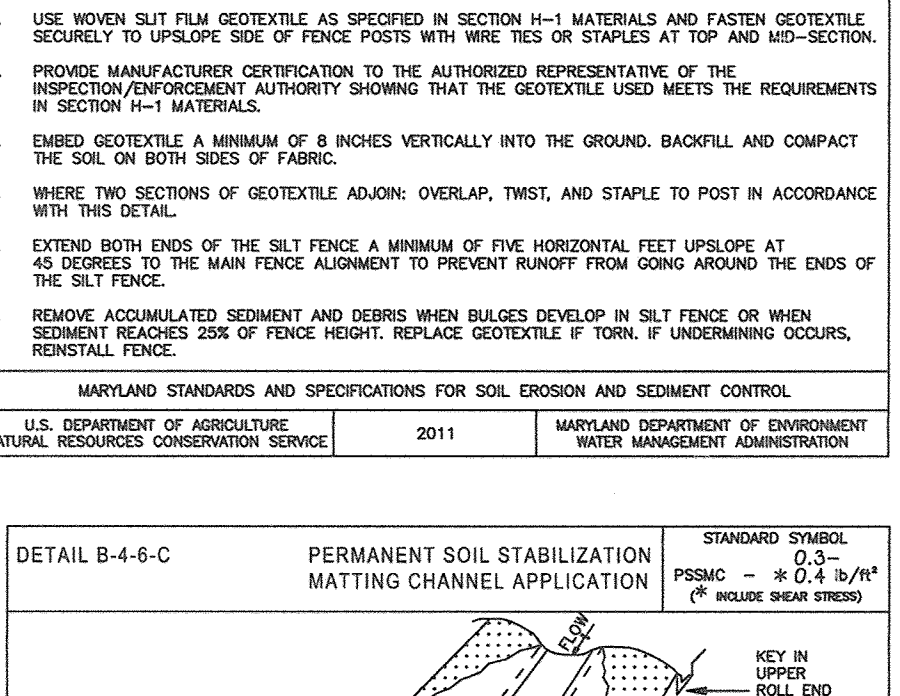 USE WOVEN SLIT FILM GEOTEXTILE AS SPECIFIED IN SECTION H-1 MATERIALS AND FASTEN GEOTEXTILE
SECURELY TO UPSLOPE SIDE OF FENCE POSTS WITH WIRE TIES OR STAPLES AT TOP AND MID-SECTION.
PROVIDE MANUFACTURER CERTIFICATION TO THE AUTHORIZED REPRESENTATIVE OF THE
INSPECTION/ENFORCEMENT AUTHORITY SHOWING THAT THE GEOTEXTILE USED MEETS THE REQUIREMENTS
IN SECTION H-1 MATERIALS.
EMBED GEOTEXTILE A MINIMUM OF 8 INCHES VERTICALLY INTO THE GROUND. BACKFILL AND COMPACT
THE SOIL ON BOTH SIDES OF FABRIC.
WHERE TWO SECTIONS OF GEOTEXTILE ADJOIN: OVERLAP, TWIST, AND STAPLE TO POST IN ACCORDANCE
WITH THIS DETAIL.
EXTEND BOTH ENDS OF THE SILT FENCE A MINIMUM OF FIVE HORIZONTAL FEET UPSLOPE AT
45 DEGREES TO THE MAIN FENCE ALIGNMENT TO PREVENT RUNOFF FROM GOING AROUND THE ENDS OF
THE SILT FENCE.
REMOVE ACCUMULATED SEDIMENT AND DEBRIS WHEN BULGES DEVELOP IN SILT FENCE OR WHEN
SEDIMENT REACHES 25% OF FENCE HEIGHT. REPLACE GEOTEXTILE IF TORN. IF UNDERMINING OCCURS,
REINSTALL FENCE.
MARYLAND STANDARDS AND SPECIFICATIONS FOR SOIL EROSION AND SEDIMENT CONTROL
U.S. DEPARTMENT OF AGRICULTURE
ATURAL RESOURCES CONSERVATION SERVICE
2011
MARYLAND DEPARTMENT OF ENVIRONMENT
WATER MANAGEMENT ADMINISTRATION
DETAIL B-4-6-C
PERMANENT SOIL STABILIZATION
MATTING CHANNEL APPLICATION
STANDARD SYMBOL
0.3-
PSSMC - * 0.4 lb/ft²
(* INCLUDE SHEAR STRESS)
FLOW
KEY IN
UPPER
ROLL END